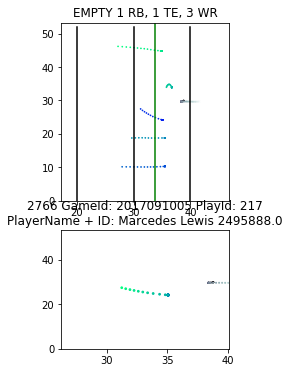 EMPTY 1 RB, 1 TE, 3 WR
50
40
30
20
10
0
20 30 40
2766 GameId: 2017091005 PlayId: 217
PlayerName + ID: Marcedes Lewis 2495888.0
40
20
0
30 35 40